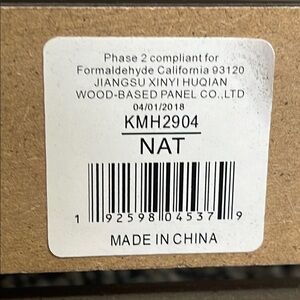 Phase 2 compliant for
Formaldehyde California 93120
JIANGSU XINYI HUQIAN
WOOD-BASED PANEL CO.,LTD
04/01/2018
KMH2904
NAT
1 92598 04537 9
MADE IN CHINA